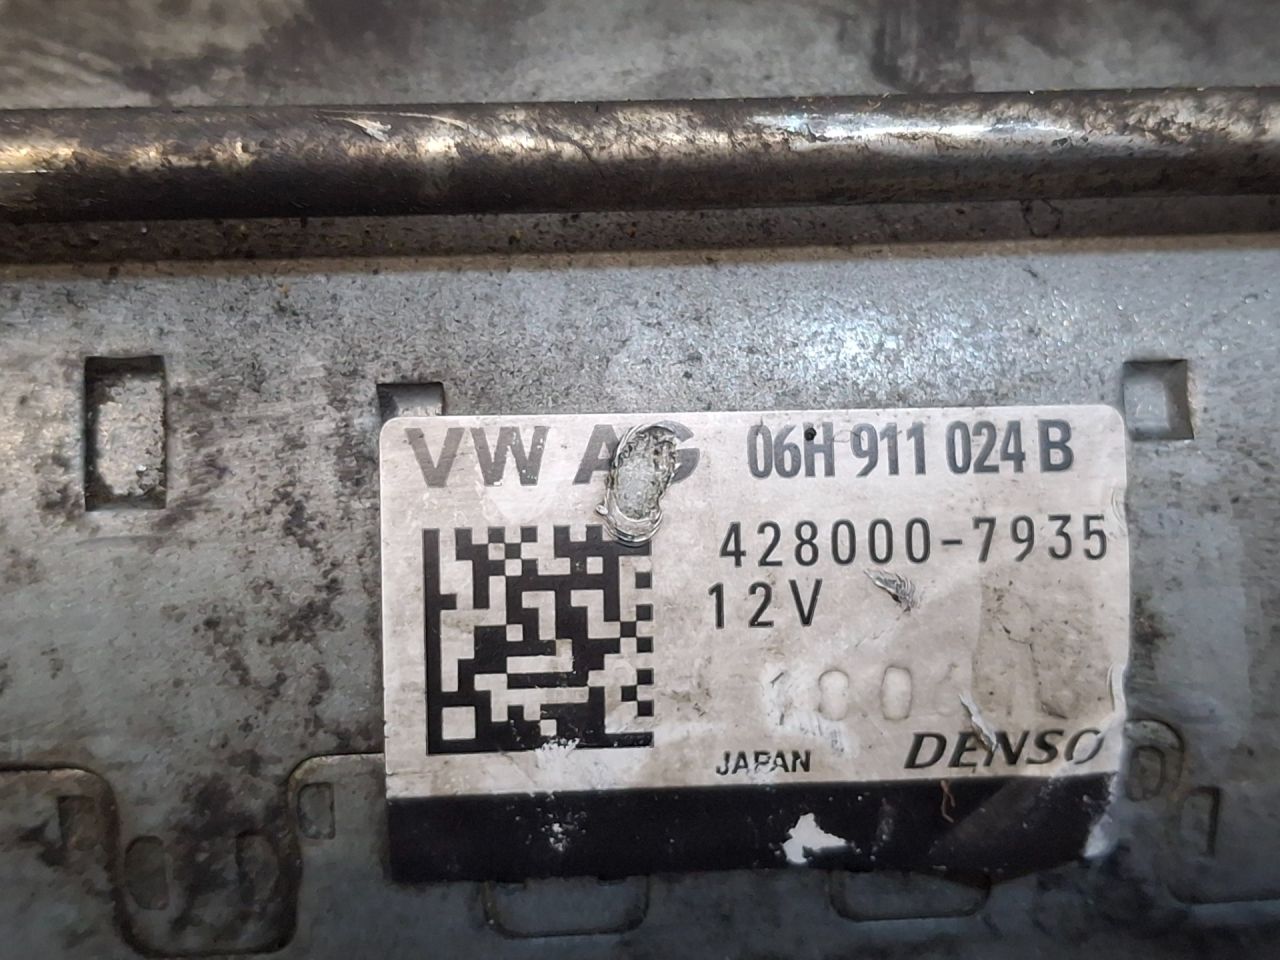 VW AG 06H 911 024 B
428000-7935
12V
JAPAN DENSO